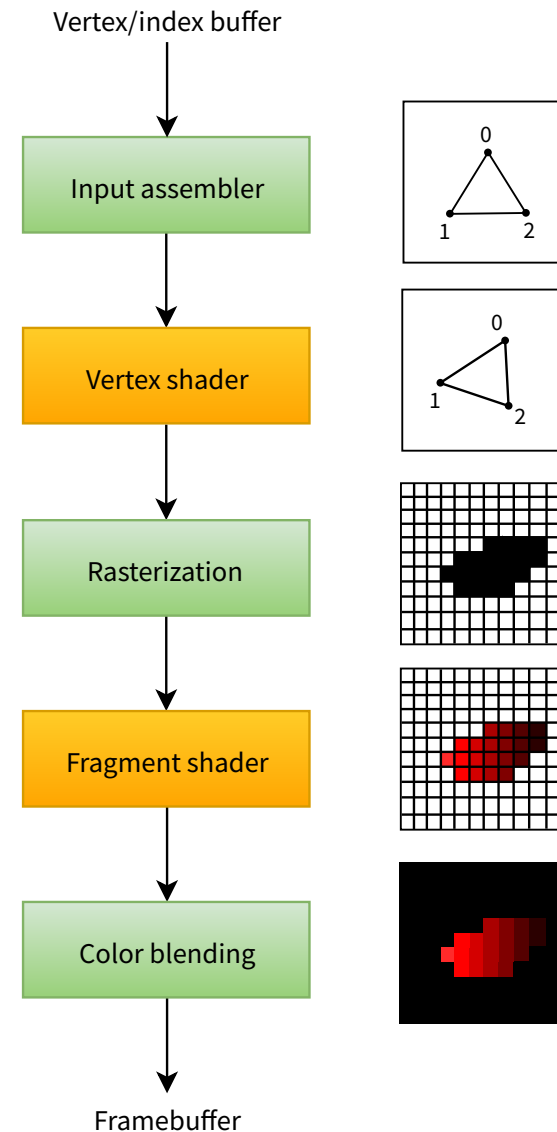 Vertex/index buffer
Input assembler
0
1
2
Vertex shader
0
1
2
Rasterization
Fragment shader
Color blending
Framebuffer